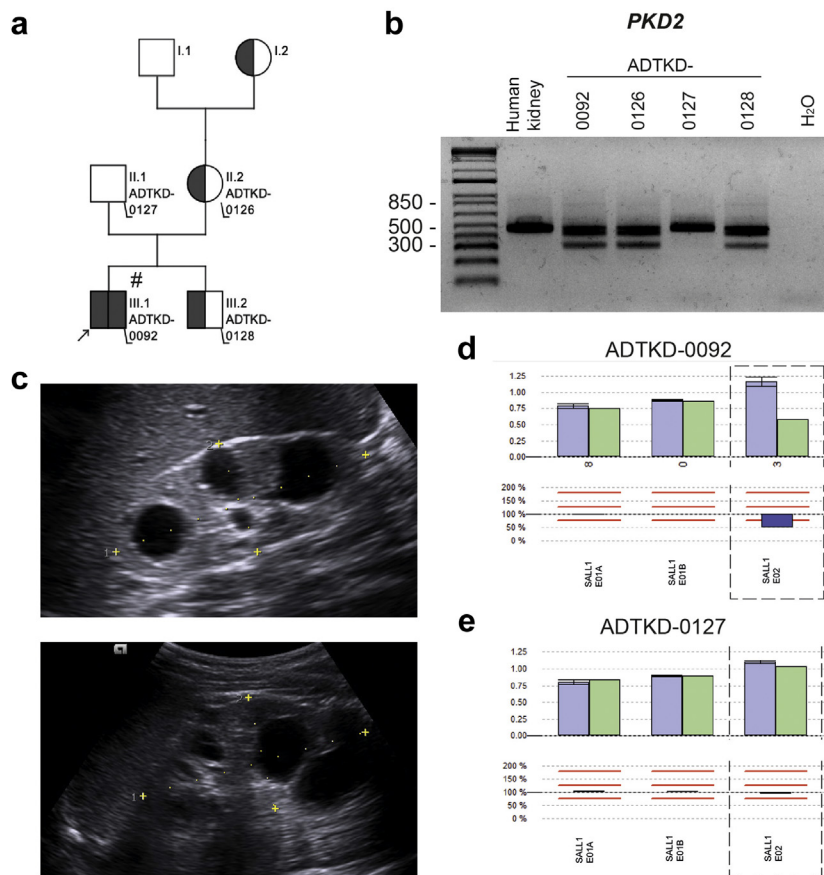 a
I.1
I.2
II.1
ADTKD-
0127
II.2
ADTKD-
0126
#
III.1
ADTKD-
0092
III.2
ADTKD-
0128
b
PKD2
ADTKD-
Human
kidney
0092
0126
0127
0128
H₂O
850 -
500 -
300 -
c
2
1
1
d
ADTKD-0092
1.25
1.00
0.75
0.50
0.25
0.00
8
0
3
200 %
150 %
100 %
50 %
0 %
SALL1
E01A
SALL1
E01B
SALL1
E02
e
ADTKD-0127
1.25
1.00
0.75
0.50
0.25
0.00
200 %
150 %
100 %
50 %
0 %
SALL1
E01A
SALL1
E01B
SALL1
E02